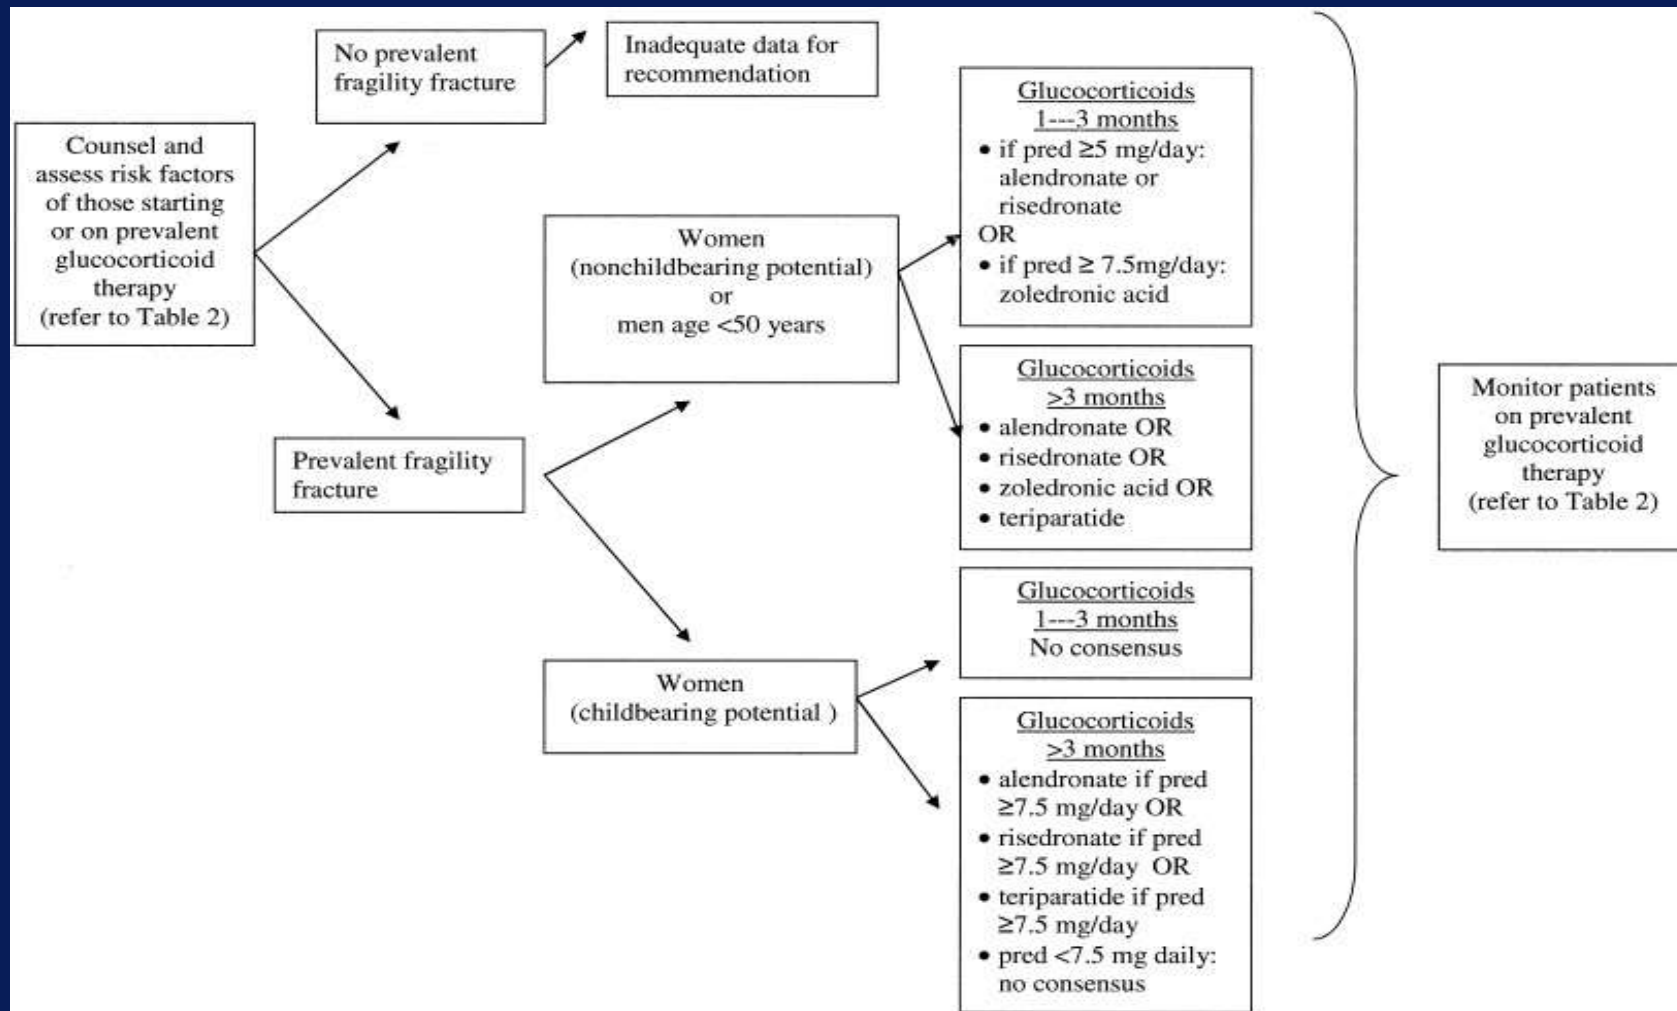 No prevalent
fragility fracture
Inadequate data for
recommendation
Counsel and
assess risk factors
of those starting
or on prevalent
glucocorticoid
therapy
(refer to Table 2)
Prevalent fragility
fracture
Women
(nonchildbearing potential)
or
men age <50 years
Women
(childbearing potential )
Glucocorticoids
1---3 months
• if pred ≥5 mg/day:
alendronate or
risedronate
OR
• if pred ≥ 7.5mg/day:
zoledronic acid
Glucocorticoids
>3 months
• alendronate OR
• risedronate OR
• zoledronic acid OR
• teriparatide
Glucocorticoids
1---3 months
No consensus
Glucocorticoids
>3 months
• alendronate if pred
≥7.5 mg/day OR
• risedronate if pred
≥7.5 mg/day OR
• teriparatide if pred
≥7.5 mg/day
• pred <7.5 mg daily:
no consensus
Monitor patients
on prevalent
glucocorticoid
therapy
(refer to Table 2)